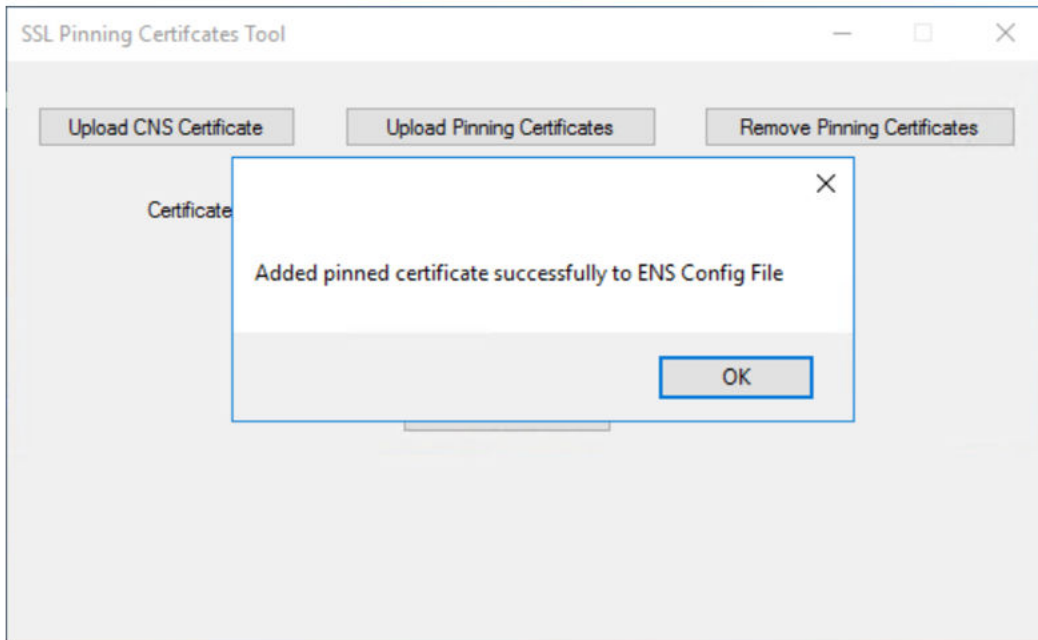 SSL Pinning Certifcates Tool
Upload CNS Certificate
Upload Pinning Certificates
Remove Pinning Certificates
Certificate
Added pinned certificate successfully to ENS Config File
OK